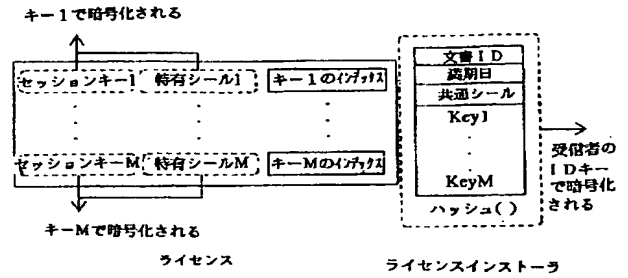 キー1で暗号化される
セッションキー1 特有シール1 キー1のインデックス
セッションキーM 特有シールM キーMのインデックス
キーMで暗号化される
ライセンス
文書ID
満期日
共通シール
Key1
KeyM
ハッシュ()
受信者の
IDキー
で暗号化
される
ライセンスインストーラ